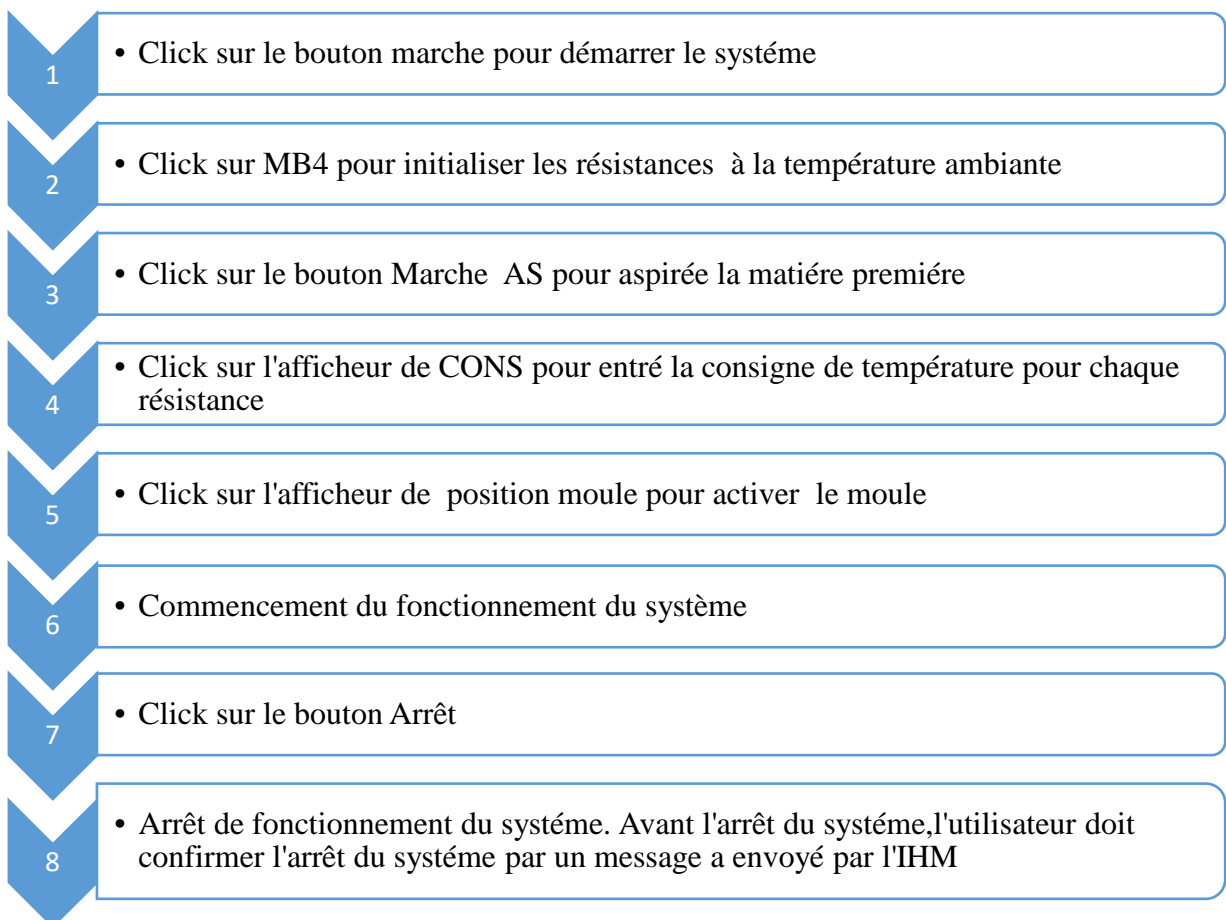 1
• Click sur le bouton marche pour démarrer le systéme
2
• Click sur MB4 pour initialiser les résistances à la température ambiante
3
• Click sur le bouton Marche AS pour aspirée la matiére premiére
4
• Click sur l'afficheur de CONS pour entré la consigne de température pour chaque
résistance
5
• Click sur l'afficheur de position moule pour activer le moule
6
• Commencement du fonctionnement du système
7
• Click sur le bouton Arrêt
8
• Arrêt de fonctionnement du systéme. Avant l'arrêt du systéme,l'utilisateur doit
confirmer l'arrêt du systéme par un message a envoyé par l'IHM